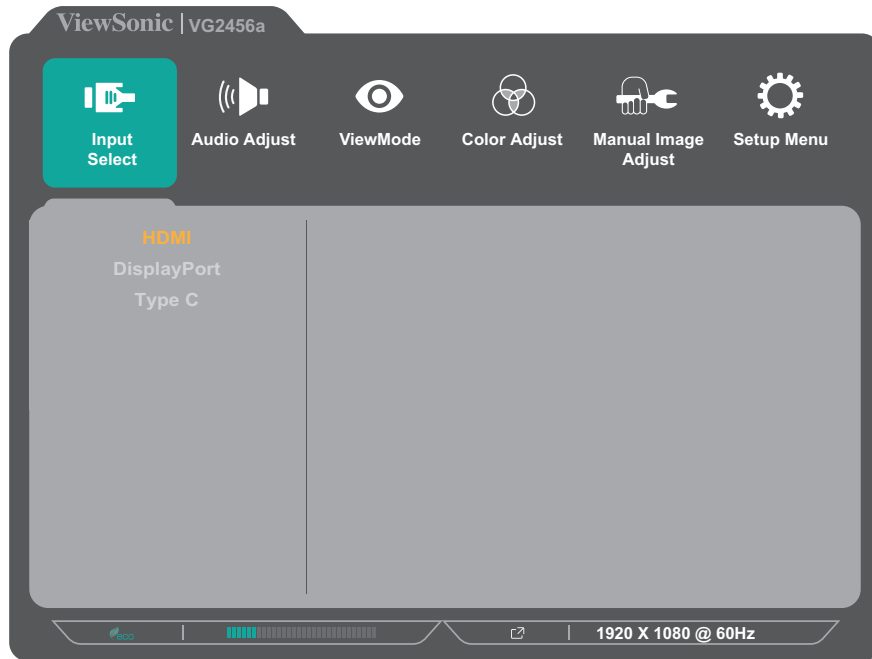 ViewSonic | VG2456a
Input
Select
Audio Adjust
ViewMode
Color Adjust
Manual Image
Adjust
Setup Menu
HDMI
DisplayPort
Type C
eco
1920 X 1080 @ 60Hz